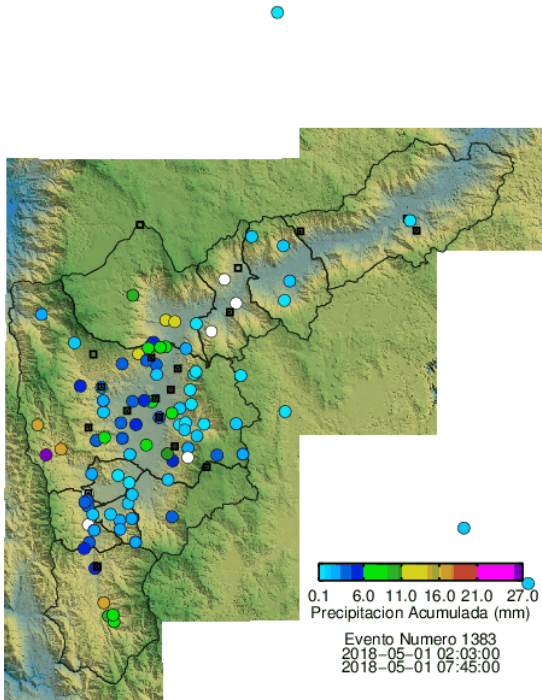 0.1 6.0 11.0 16.0 21.0 27.0
Precipitacion Acumulada (mm)
Evento Numero 1383
2018-05-01 02:03:00
2018-05-01 07:45:00